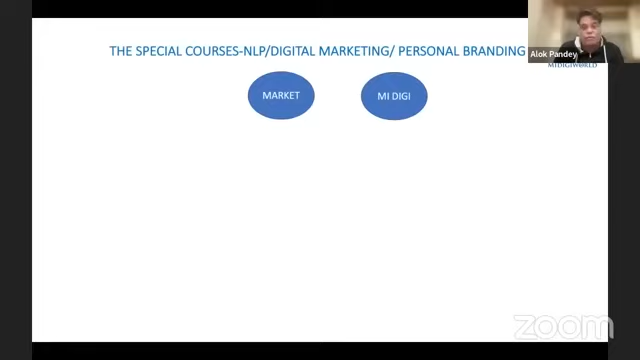 THE SPECIAL COURSES-NLP/DIGITAL MARKETING/ PERSONAL BRANDING
Alok Pandey
MIDIGIWORLD
MARKET
MI DIGI
zoom